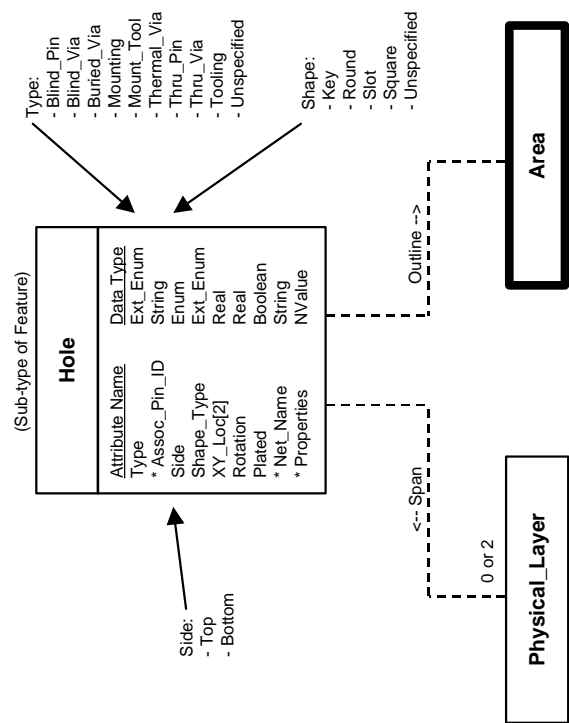 (Sub-type of Feature)
Hole
Attribute Name Data Type
Type Ext_Enum
* Assoc_Pin_ID String
Side Enum
Shape_Type Ext_Enum
XY_Loc[2] Real
Rotation Real
Plated Boolean
* Net_Name String
* Properties NValue
Side:
- Top
- Bottom
Type:
- Blind_Pin
- Blind_Via
- Buried_Via
- Mounting
- Mount_Tool
- Thermal_Via
- Thru_Pin
- Thru_Via
- Tooling
- Unspecified
Shape:
- Key
- Round
- Slot
- Square
- Unspecified
<-- Span
Outline -->
0 or 2
Physical_Layer
Area